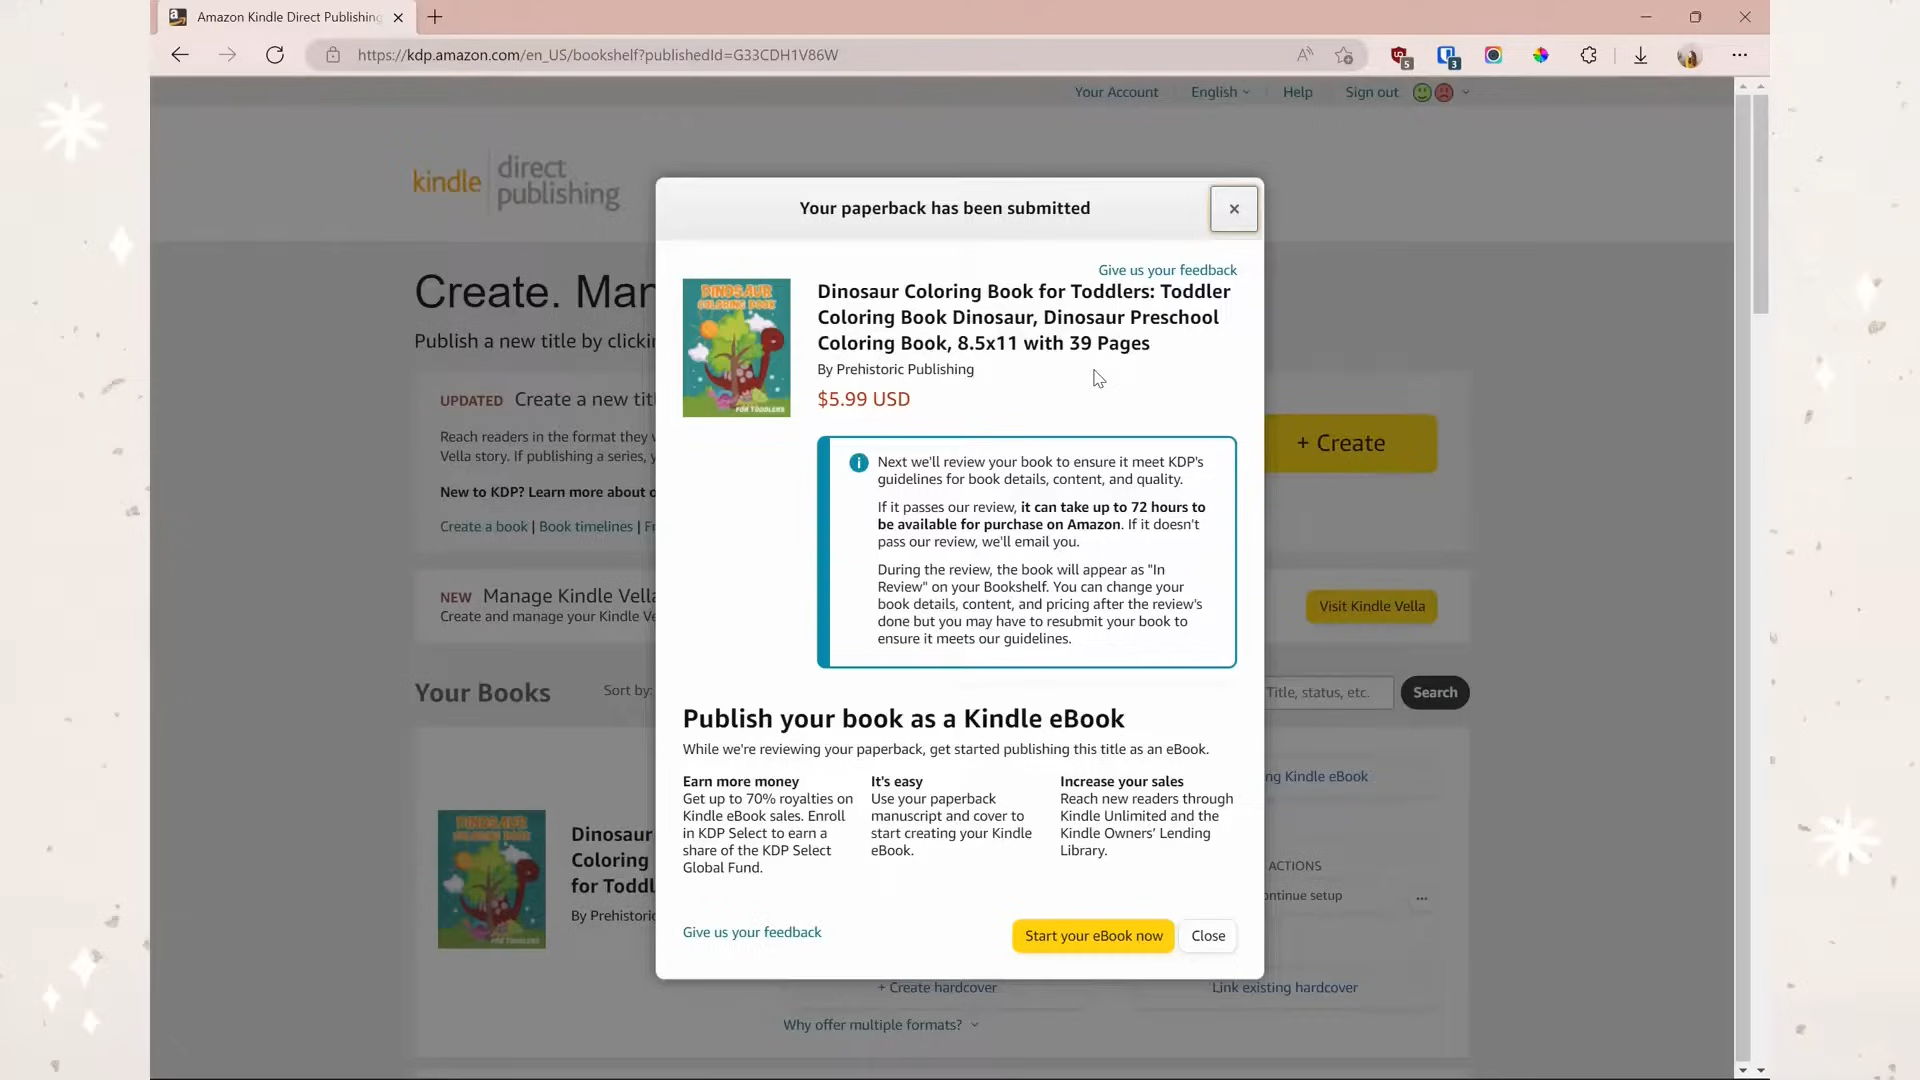 Amazon Kindle Direct Publishing
https://kdp.amazon.com/en_US/bookshelf?publishedId=G33CDH1V86W
5
3
Your Account
English
Help
Sign out
kindle direct publishing
Create. Man
Publish a new title by clickin
UPDATED Create a new tit
Reach readers in the format they w
Vella story. If publishing a series, y
New to KDP? Learn more about o
Create a book | Book timelines | Fr
+ Create
NEW Manage Kindle Vella
Create and manage your Kindle Ve
Visit Kindle Vella
Your Books
Sort by:
Title, status, etc.
Search
DINOSAUR
COLORING BOOK
FOR TODDLERS
Dinosaur
Coloring
for Toddl
By Prehistoric
ng Kindle eBook
ACTIONS
ontinue setup
...
+ Create hardcover
Link existing hardcover
Why offer multiple formats?
Your paperback has been submitted
×
Give us your feedback
DINOSAUR
COLORING BOOK
FOR TODDLERS
Dinosaur Coloring Book for Toddlers: Toddler
Coloring Book Dinosaur, Dinosaur Preschool
Coloring Book, 8.5x11 with 39 Pages
By Prehistoric Publishing
$5.99 USD
Next we'll review your book to ensure it meet KDP's
guidelines for book details, content, and quality.
If it passes our review, it can take up to 72 hours to
be available for purchase on Amazon. If it doesn't
pass our review, we'll email you.
During the review, the book will appear as "In
Review" on your Bookshelf. You can change your
book details, content, and pricing after the review's
done but you may have to resubmit your book to
ensure it meets our guidelines.
Publish your book as a Kindle eBook
While we're reviewing your paperback, get started publishing this title as an eBook.
Earn more money
Get up to 70% royalties on
Kindle eBook sales. Enroll
in KDP Select to earn a
share of the KDP Select
Global Fund.
It's easy
Use your paperback
manuscript and cover to
start creating your Kindle
eBook.
Increase your sales
Reach new readers through
Kindle Unlimited and the
Kindle Owners' Lending
Library.
Give us your feedback
Start your eBook now
Close